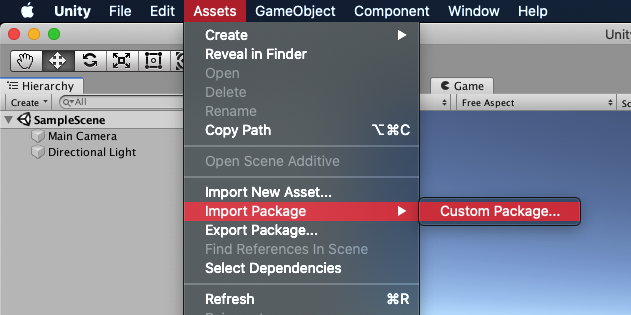 Unity File Edit Assets GameObject Component Window Help
Create
Reveal in Finder
Open
Delete
Rename
Copy Path ⌥⌘C
Open Scene Additive
Import New Asset...
Import Package
Custom Package...
Export Package...
Find References In Scene
Select Dependencies
Refresh ⌘R
Hierarchy
Create All
SampleScene
Main Camera
Directional Light
Game
Free Aspect